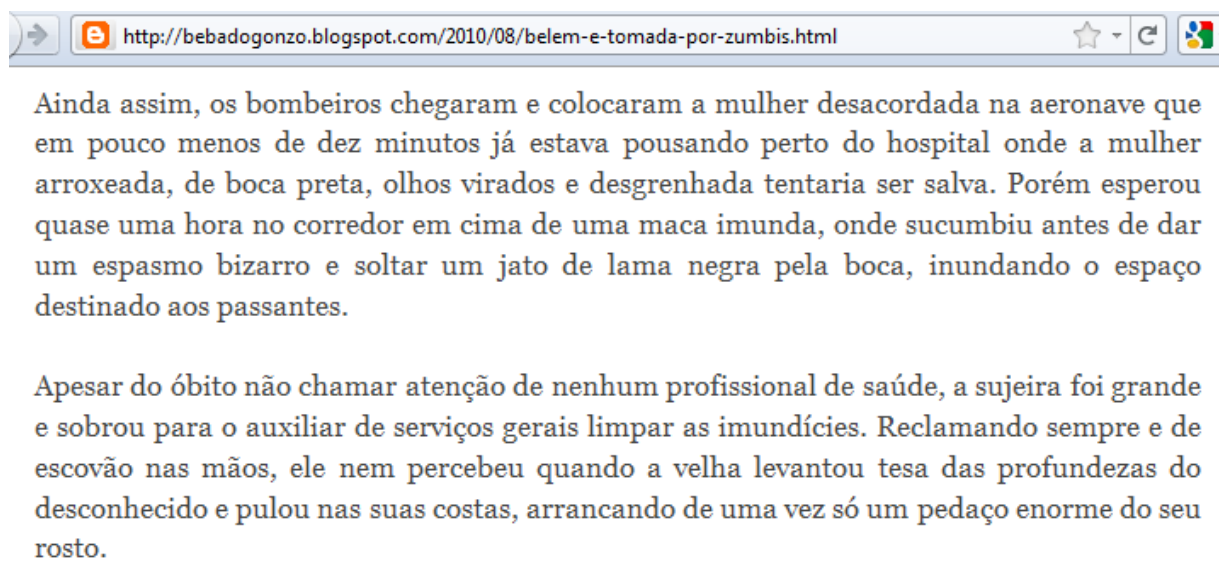 http://bebadogonzo.blogspot.com/2010/08/belem-e-tomada-por-zumbis.html
Ainda assim, os bombeiros chegaram e colocaram a mulher desacordada na aeronave que
em pouco menos de dez minutos já estava pousando perto do hospital onde a mulher
arroxeada, de boca preta, olhos virados e desgrenhada tentaria ser salva. Porém esperou
quase uma hora no corredor em cima de uma maca imunda, onde sucumbiu antes de dar
um espasmo bizarro e soltar um jato de lama negra pela boca, inundando o espaço
destinado aos passantes.
Apesar do óbito não chamar atenção de nenhum profissional de saúde, a sujeira foi grande
e sobrou para o auxiliar de serviços gerais limpar as imundícies. Reclamando sempre e de
escovão nas mãos, ele nem percebeu quando a velha levantou tesa das profundezas do
desconhecido e pulou nas suas costas, arrancando de uma vez só um pedaço enorme do seu
rosto.